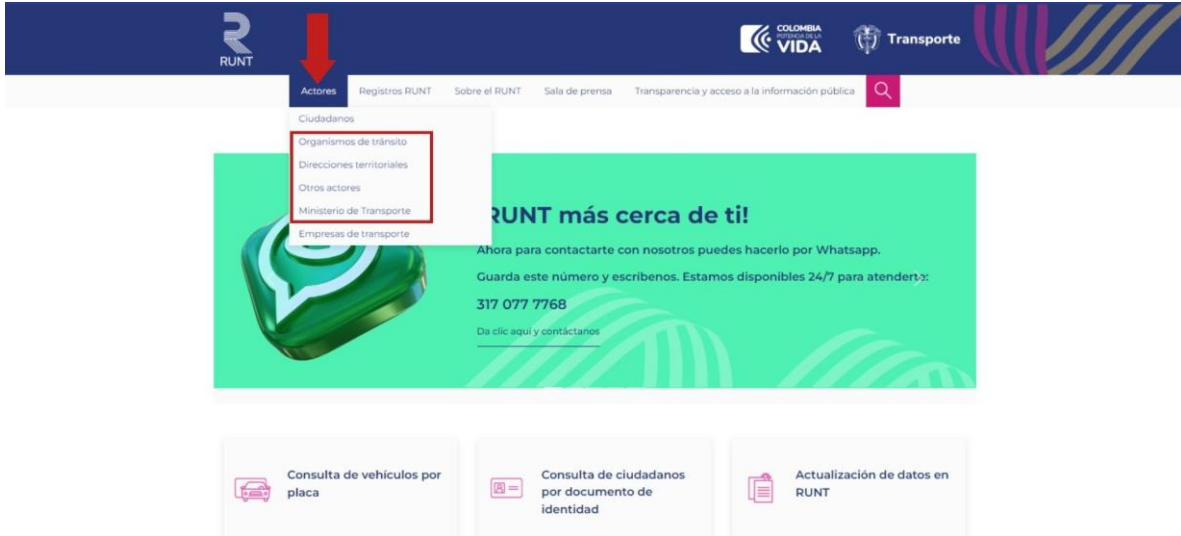 RUNT
COLOMBIA
POTENCIA DE LA
VIDA
Transporte
Actores
Registros RUNT
Sobre el RUNT
Sala de prensa
Transparencia y acceso a la información pública
Ciudadanos
Organismos de tránsito
Direcciones territoriales
Otros actores
Ministerio de Transporte
Empresas de transporte
RUNT más cerca de ti!
Ahora para contactarte con nosotros puedes hacerlo por Whatsapp.
Guarda este número y escríbenos. Estamos disponibles 24/7 para atenderte:
317 077 7768
Da clic aquí y contáctanos
Consulta de vehículos por
placa
Consulta de ciudadanos
por documento de
identidad
Actualización de datos en
RUNT